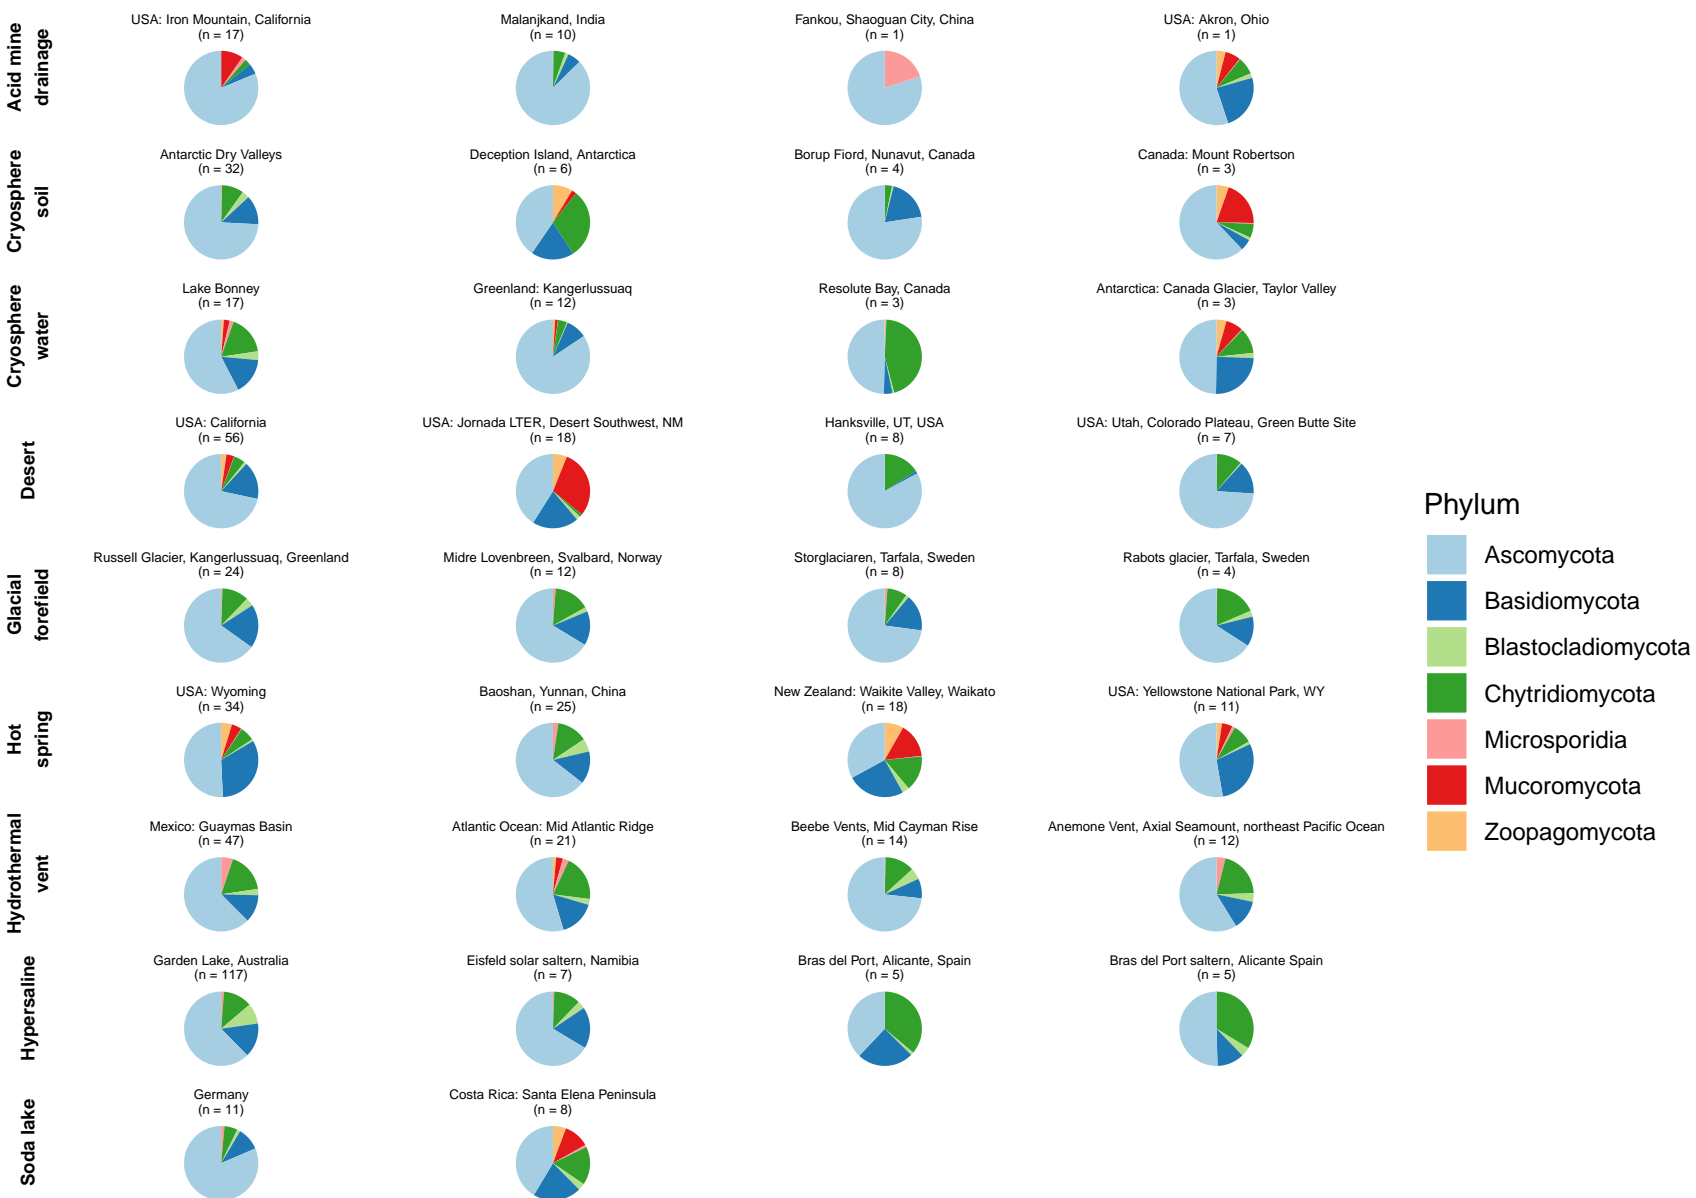 Acid mine
drainage
USA: Iron Mountain, California
(n = 17)
Malanjkand, India
(n = 10)
Fankou, Shaoguan City, China
(n = 1)
USA: Akron, Ohio
(n = 1)
Cryosphere
soil
Antarctic Dry Valleys
(n = 32)
Deception Island, Antarctica
(n = 6)
Borup Fiord, Nunavut, Canada
(n = 4)
Canada: Mount Robertson
(n = 3)
Cryosphere
water
Lake Bonney
(n = 17)
Greenland: Kangerlussuaq
(n = 12)
Resolute Bay, Canada
(n = 3)
Antarctica: Canada Glacier, Taylor Valley
(n = 3)
Desert
USA: California
(n = 56)
USA: Jornada LTER, Desert Southwest, NM
(n = 18)
Hanksville, UT, USA
(n = 8)
USA: Utah, Colorado Plateau, Green Butte Site
(n = 7)
Glacial
forefield
Russell Glacier, Kangerlussuaq, Greenland
(n = 24)
Midre Lovenbreen, Svalbard, Norway
(n = 12)
Storglaciaren, Tarfala, Sweden
(n = 8)
Rabots glacier, Tarfala, Sweden
(n = 4)
Hot
spring
USA: Wyoming
(n = 34)
Baoshan, Yunnan, China
(n = 25)
New Zealand: Waikite Valley, Waikato
(n = 18)
USA: Yellowstone National Park, WY
(n = 11)
Hydrothermal
vent
Mexico: Guaymas Basin
(n = 47)
Atlantic Ocean: Mid Atlantic Ridge
(n = 21)
Beebe Vents, Mid Cayman Rise
(n = 14)
Anemone Vent, Axial Seamount, northeast Pacific Ocean
(n = 12)
Hypersaline
Garden Lake, Australia
(n = 117)
Eisfeld solar saltern, Namibia
(n = 7)
Bras del Port, Alicante, Spain
(n = 5)
Bras del Port saltern, Alicante Spain
(n = 5)
Soda lake
Germany
(n = 11)
Costa Rica: Santa Elena Peninsula
(n = 8)
Phylum
Ascomycota
Basidiomycota
Blastocladiomycota
Chytridiomycota
Microsporidia
Mucoromycota
Zoopagomycota